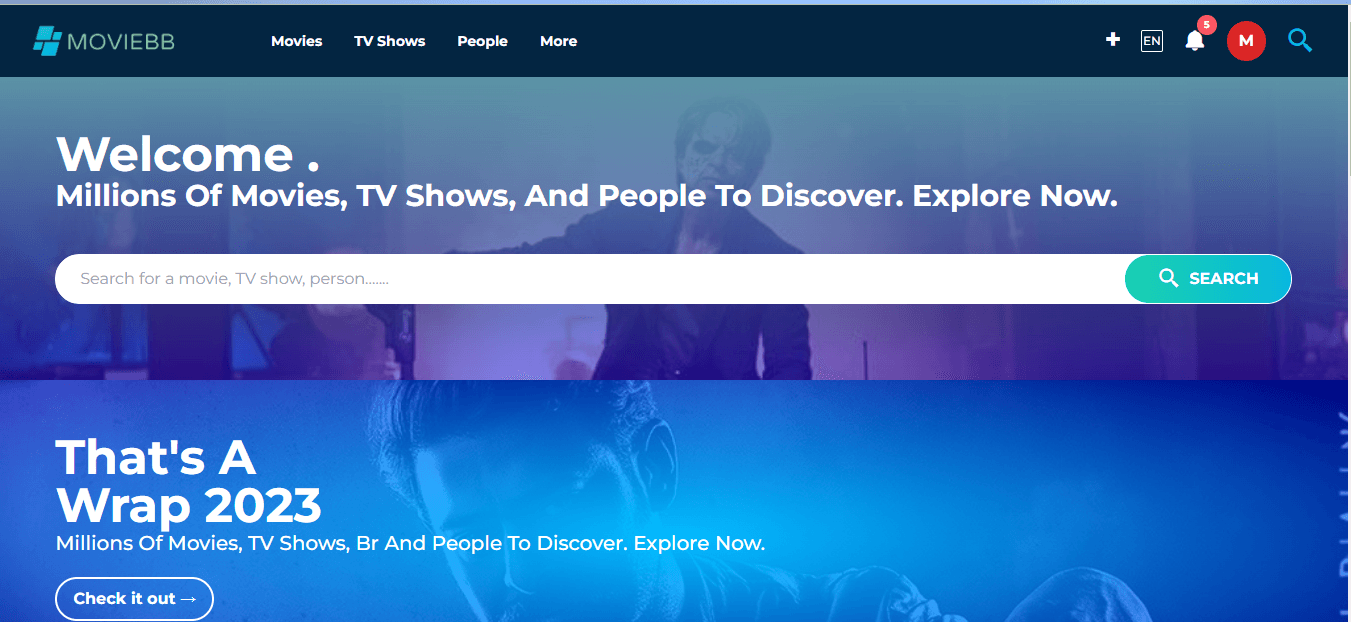 MOVIEBB
Movies TV Shows People More
+ EN 5 M
Welcome .
Millions Of Movies, TV Shows, And People To Discover. Explore Now.
Search for a movie, TV show, person.......
SEARCH
That's A
Wrap 2023
Millions Of Movies, TV Shows, Br And People To Discover. Explore Now.
Check it out →